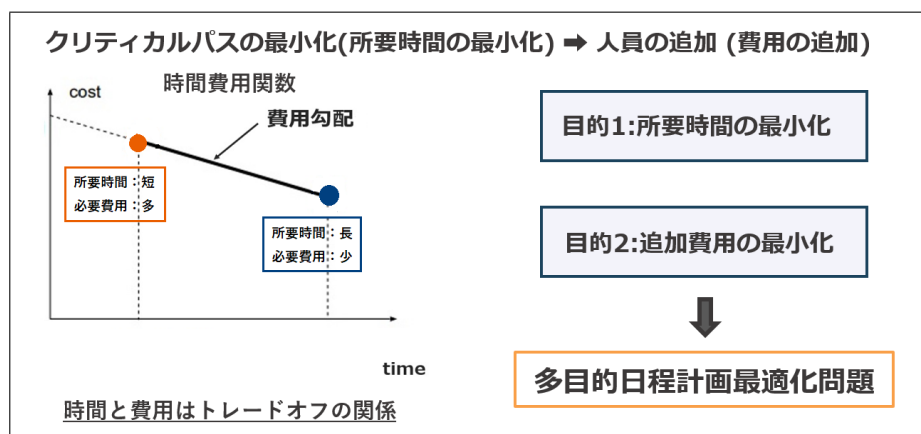 クリティカルパスの最小化(所要時間の最小化) ➡ 人員の追加 (費用の追加)
時間費用関数
cost
費用勾配
所要時間：短
必要費用：多
所要時間：長
必要費用：少
time
時間と費用はトレードオフの関係
目的1:所要時間の最小化
目的2:追加費用の最小化
多目的日程計画最適化問題